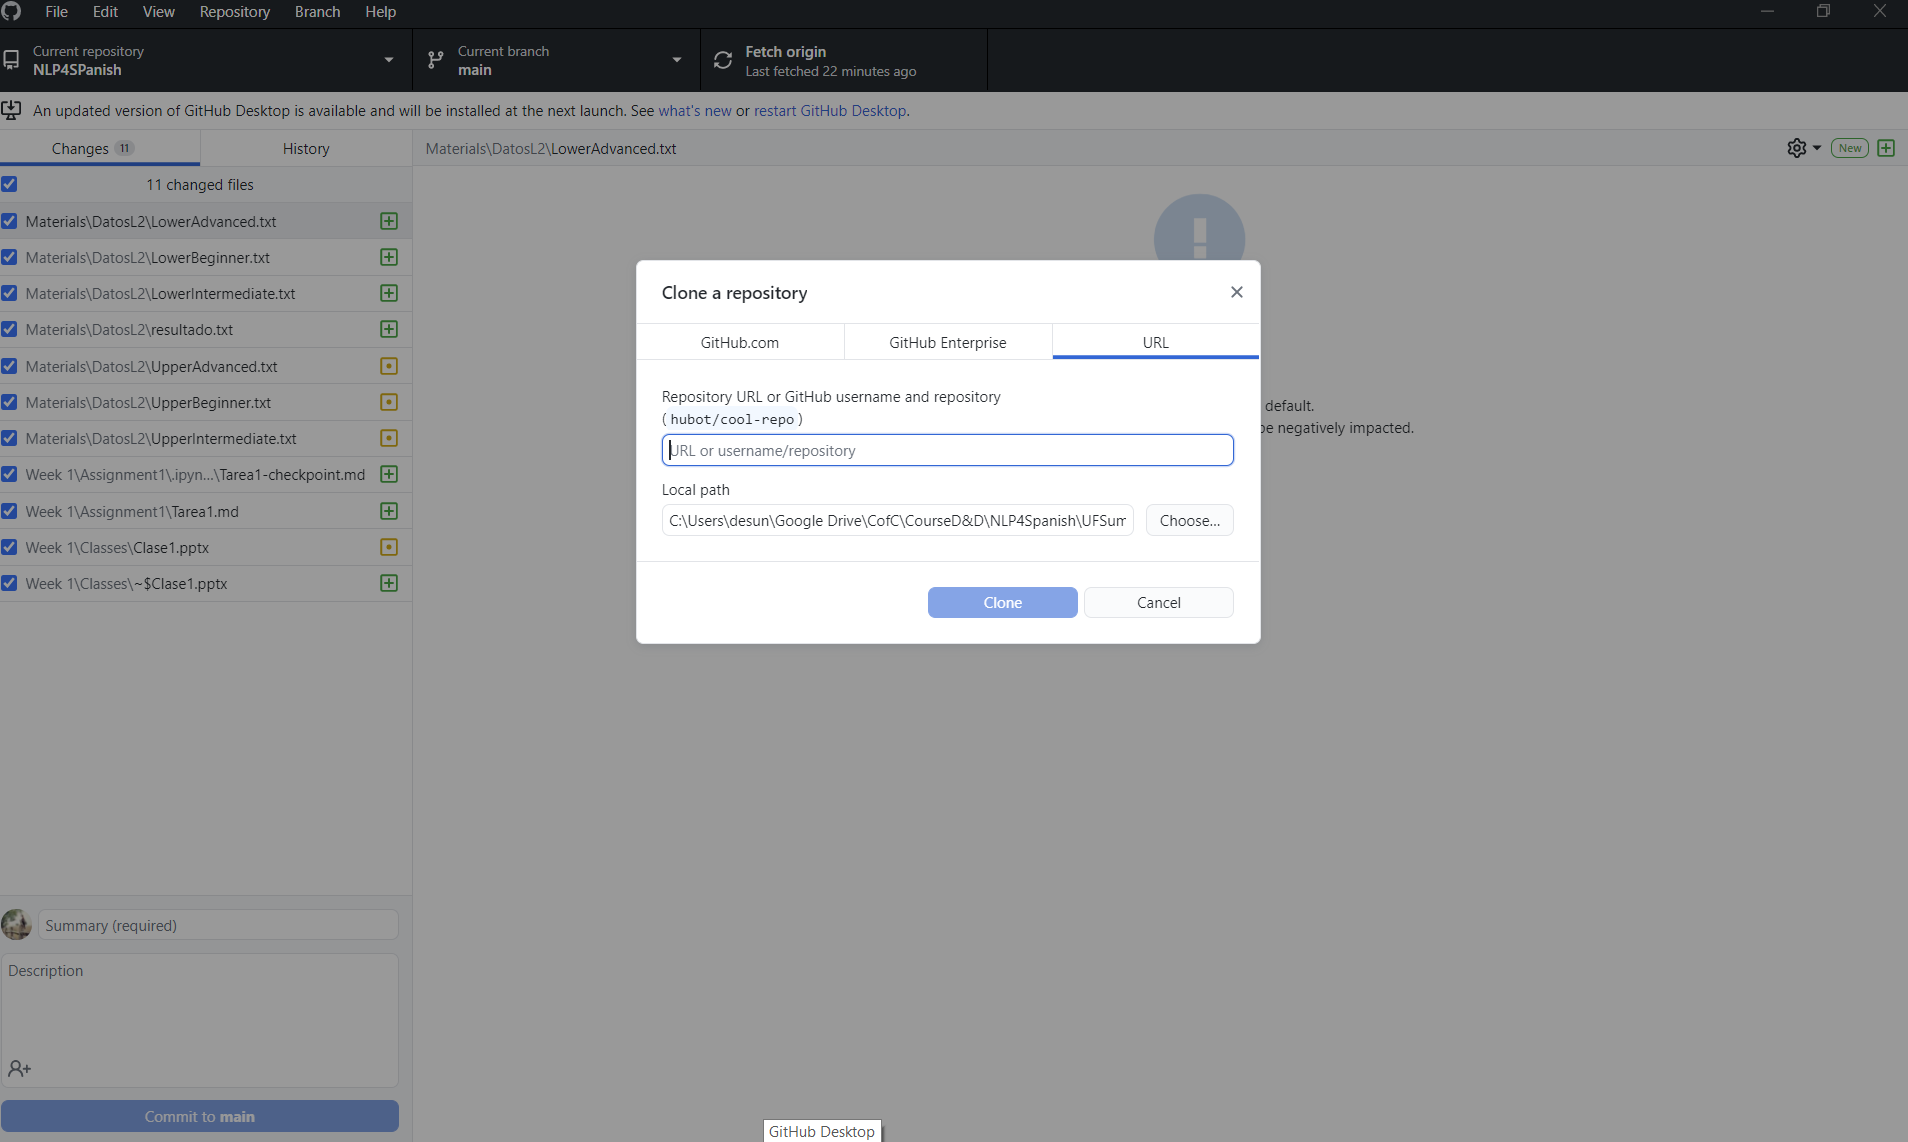 File Edit View Repository Branch Help
Current repository
NLP4SPanish
Current branch
main
Fetch origin
Last fetched 22 minutes ago
An updated version of GitHub Desktop is available and will be installed at the next launch. See what's new or restart GitHub Desktop.
Changes 11
History
Materials\DatosL2\LowerAdvanced.txt
New
11 changed files
Materials\DatosL2\LowerAdvanced.txt
Materials\DatosL2\LowerBeginner.txt
Materials\DatosL2\LowerIntermediate.txt
Materials\DatosL2\resultado.txt
Materials\DatosL2\UpperAdvanced.txt
Materials\DatosL2\UpperBeginner.txt
Materials\DatosL2\UpperIntermediate.txt
Week 1\Assignment1\.ipyn...\Tarea1-checkpoint.md
Week 1\Assignment1\Tarea1.md
Week 1\Classes\Clase1.pptx
Week 1\Classes\~$Clase1.pptx
Summary (required)
Description
Commit to main
Clone a repository
GitHub.com
GitHub Enterprise
URL
Repository URL or GitHub username and repository
(hubot/cool-repo)
URL or username/repository
Local path
C:\Users\desun\Google Drive\CofC\CourseD&D\NLP4Spanish\UFSum
Choose...
Clone
Cancel
default.
be negatively impacted.
GitHub Desktop